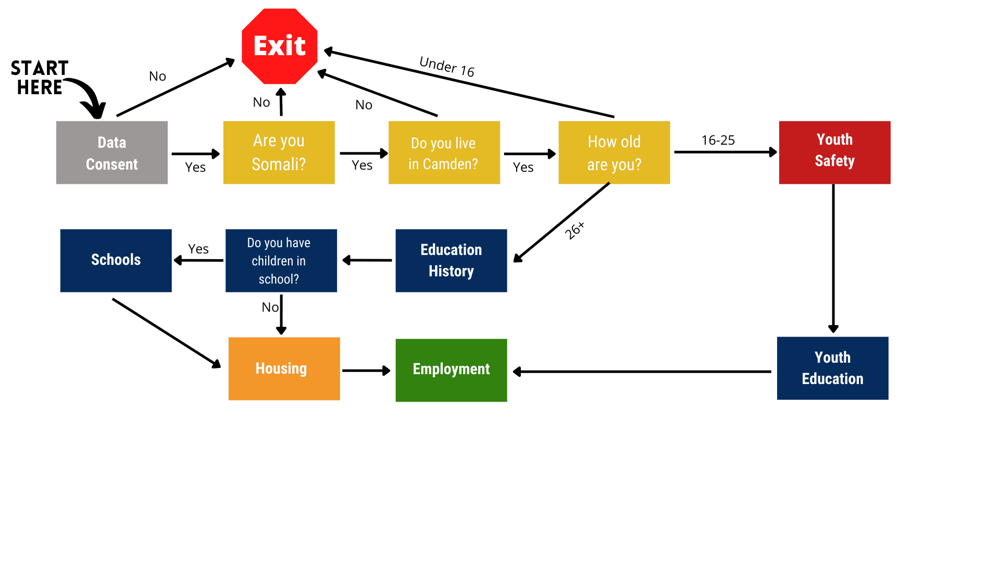 Exit
START
HERE
No
Under 16
No
No
Data
Consent
Yes
Are you
Somali?
Yes
Do you live
in Camden?
Yes
How old
are you?
16-25
Youth
Safety
26+
Schools
Yes
Do you have
children in
school?
Education
History
No
Housing
Employment
Youth
Education